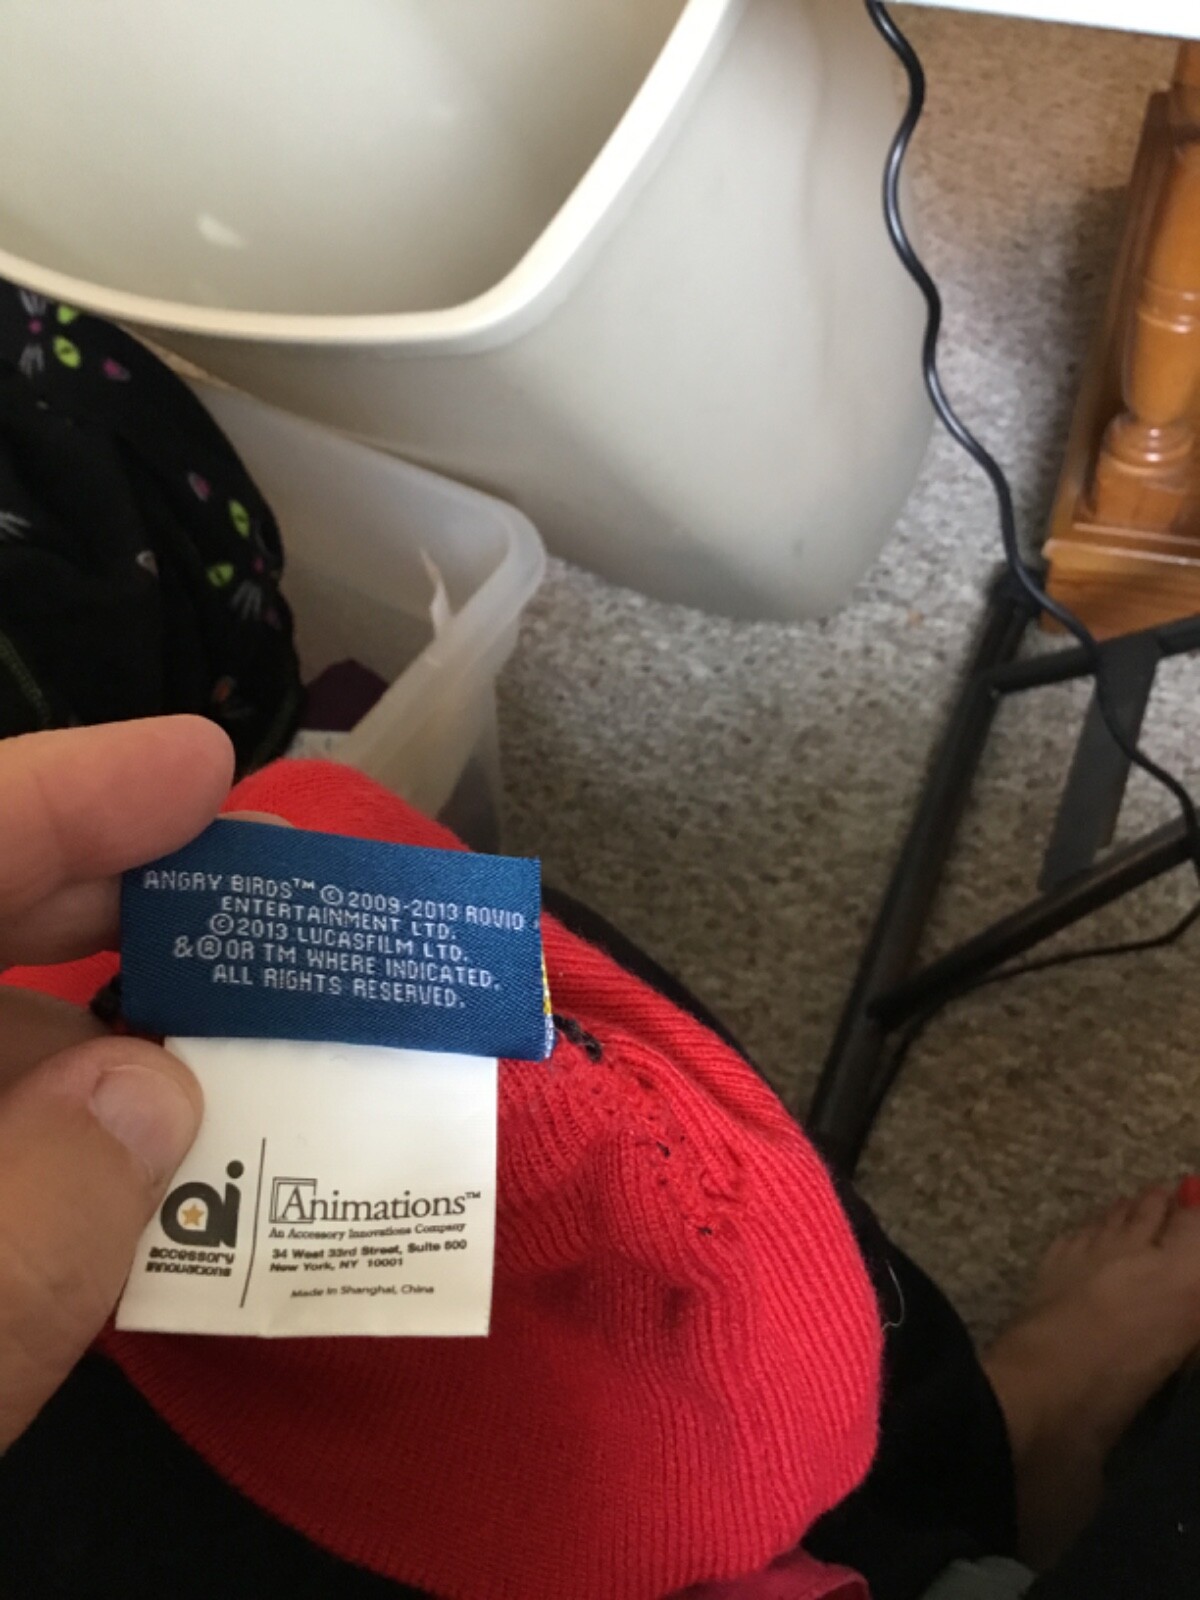 ANGRY BIRDS™ ©2009-2013 ROVIO
ENTERTAINMENT LTD.
©2013 LUCASFILM LTD.
&®OR TM WHERE INDICATED.
ALL RIGHTS RESERVED.
ai
accessory
innovations
Animations™
An Accessory Innovations Company
34 West 33rd Street, Suite 500
New York, NY 10001
Made in Shanghai, China